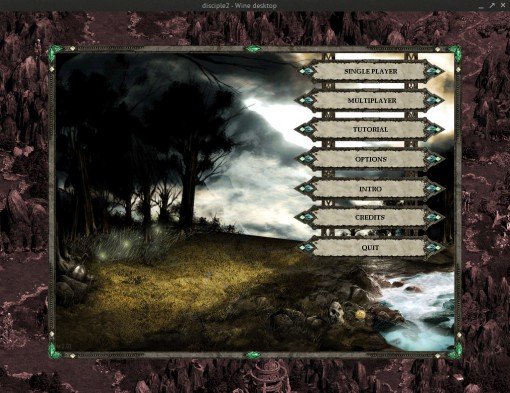 disciple2 - Wine desktop
SINGLE PLAYER
MULTIPLAYER
TUTORIAL
OPTIONS
INTRO
CREDITS
QUIT